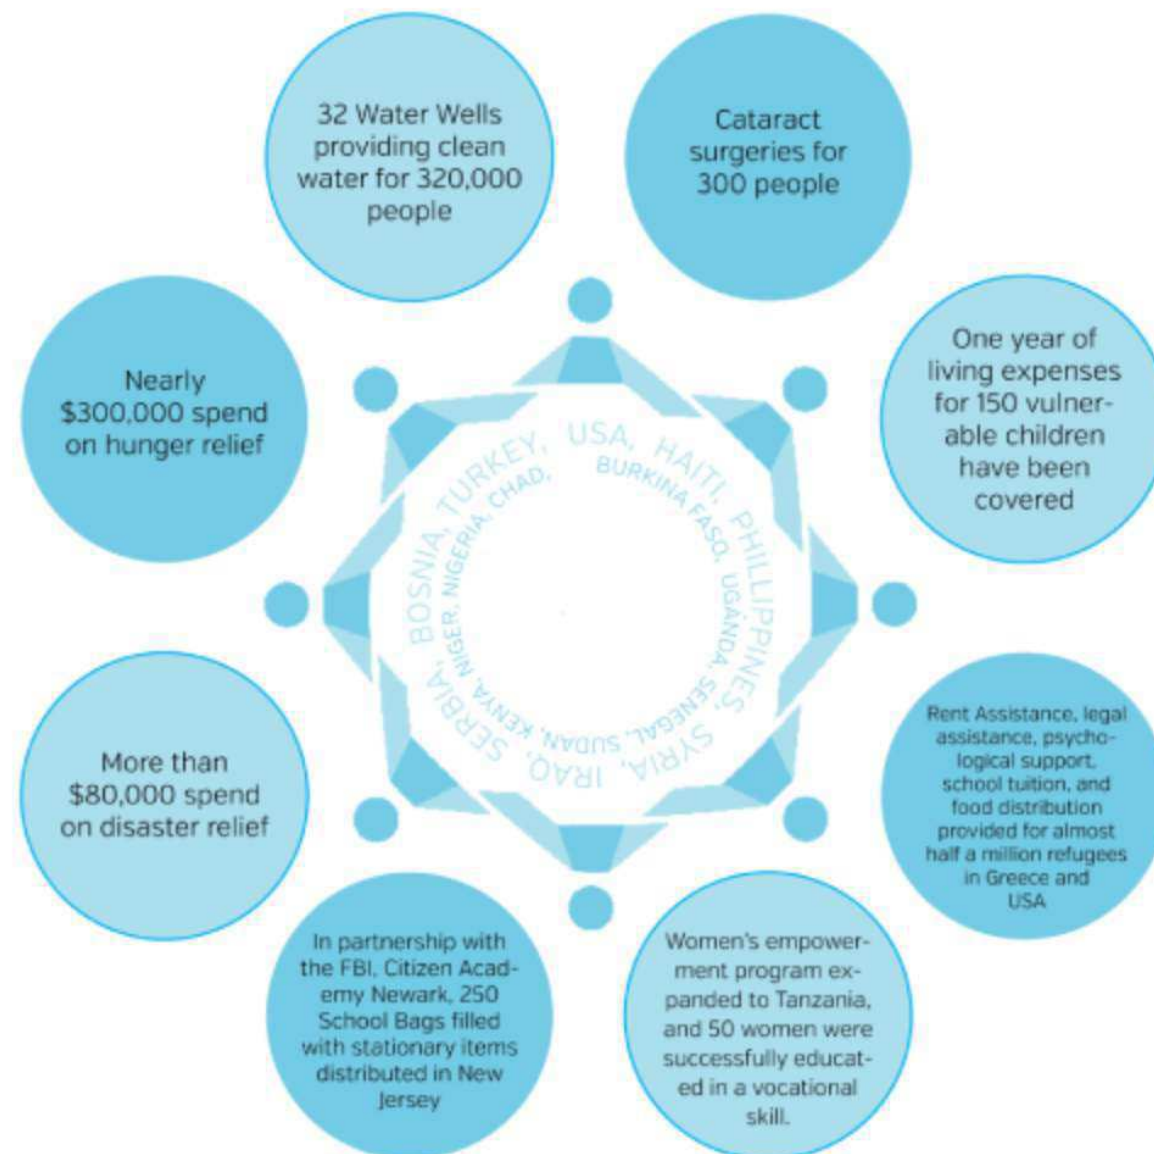 32 Water Wells
providing clean
water for 320,000
people
Cataract
surgeries for
300 people
One year of
living expenses
for 150 vulner-
able children
have been
covered
Rent Assistance, legal
assistance, psycho-
logical support,
school tuition, and
food distribution
provided for almost
half a million refugees
in Greece and
USA
Women's empower-
ment program ex-
panded to Tanzania,
and 50 women were
successfully educat-
ed in a vocational
skill.
In partnership with
the FBI, Citizen Acad-
emy Newark, 250
School Bags filled
with stationary items
distributed in New
Jersey
More than
$80,000 spend
on disaster relief
Nearly
$300,000 spend
on hunger relief
USA, HAITI, PHILLIPPINES, SYRIA, IRAQ, SERBIA, BOSNIA, TURKEY,
BURKINA FASO, UGANDA, SENEGAL, SUDAN, KENYA, NIGER, NIGERIA, CHAD,